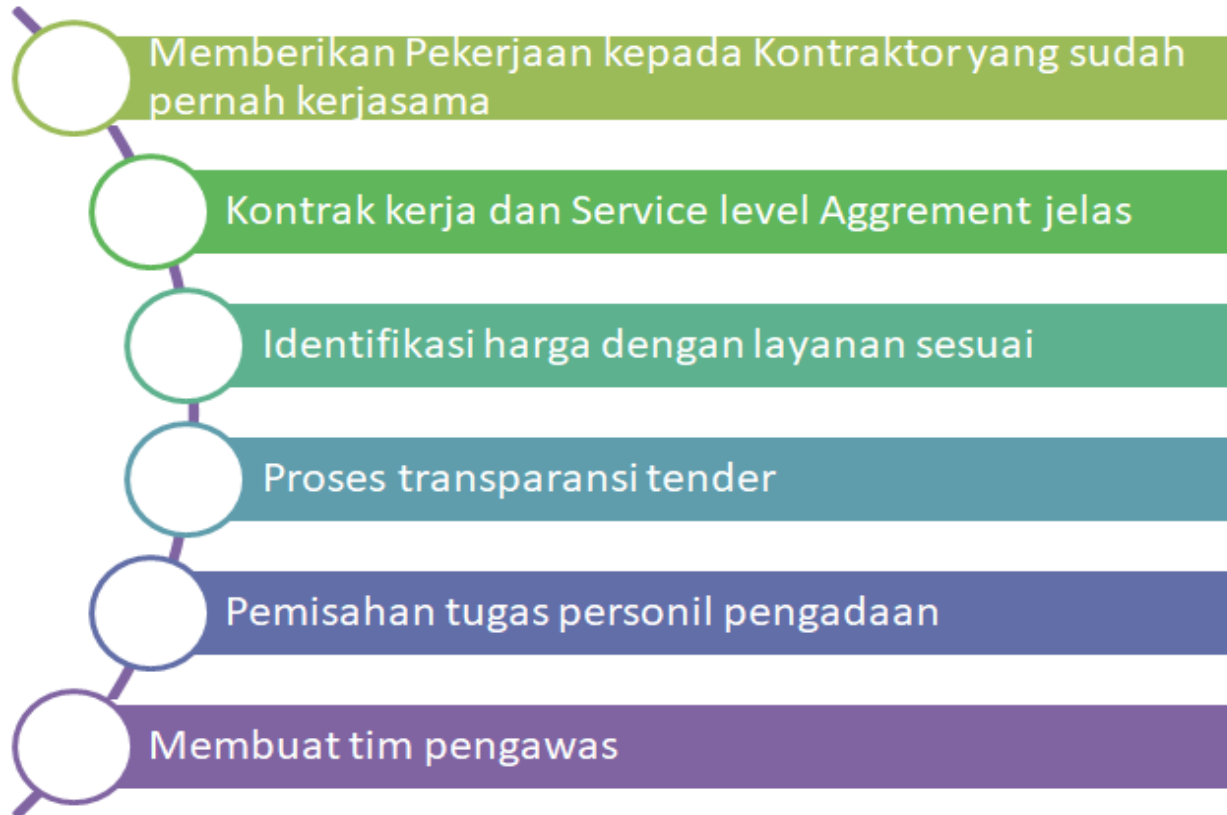 Memberikan Pekerjaan kepada Kontraktor yang sudah
pernah kerjasama
Kontrak kerja dan Service level Aggrement jelas
Identifikasi harga dengan layanan sesuai
Proses transparansi tender
Pemisahan tugas personil pengadaan
Membuat tim pengawas